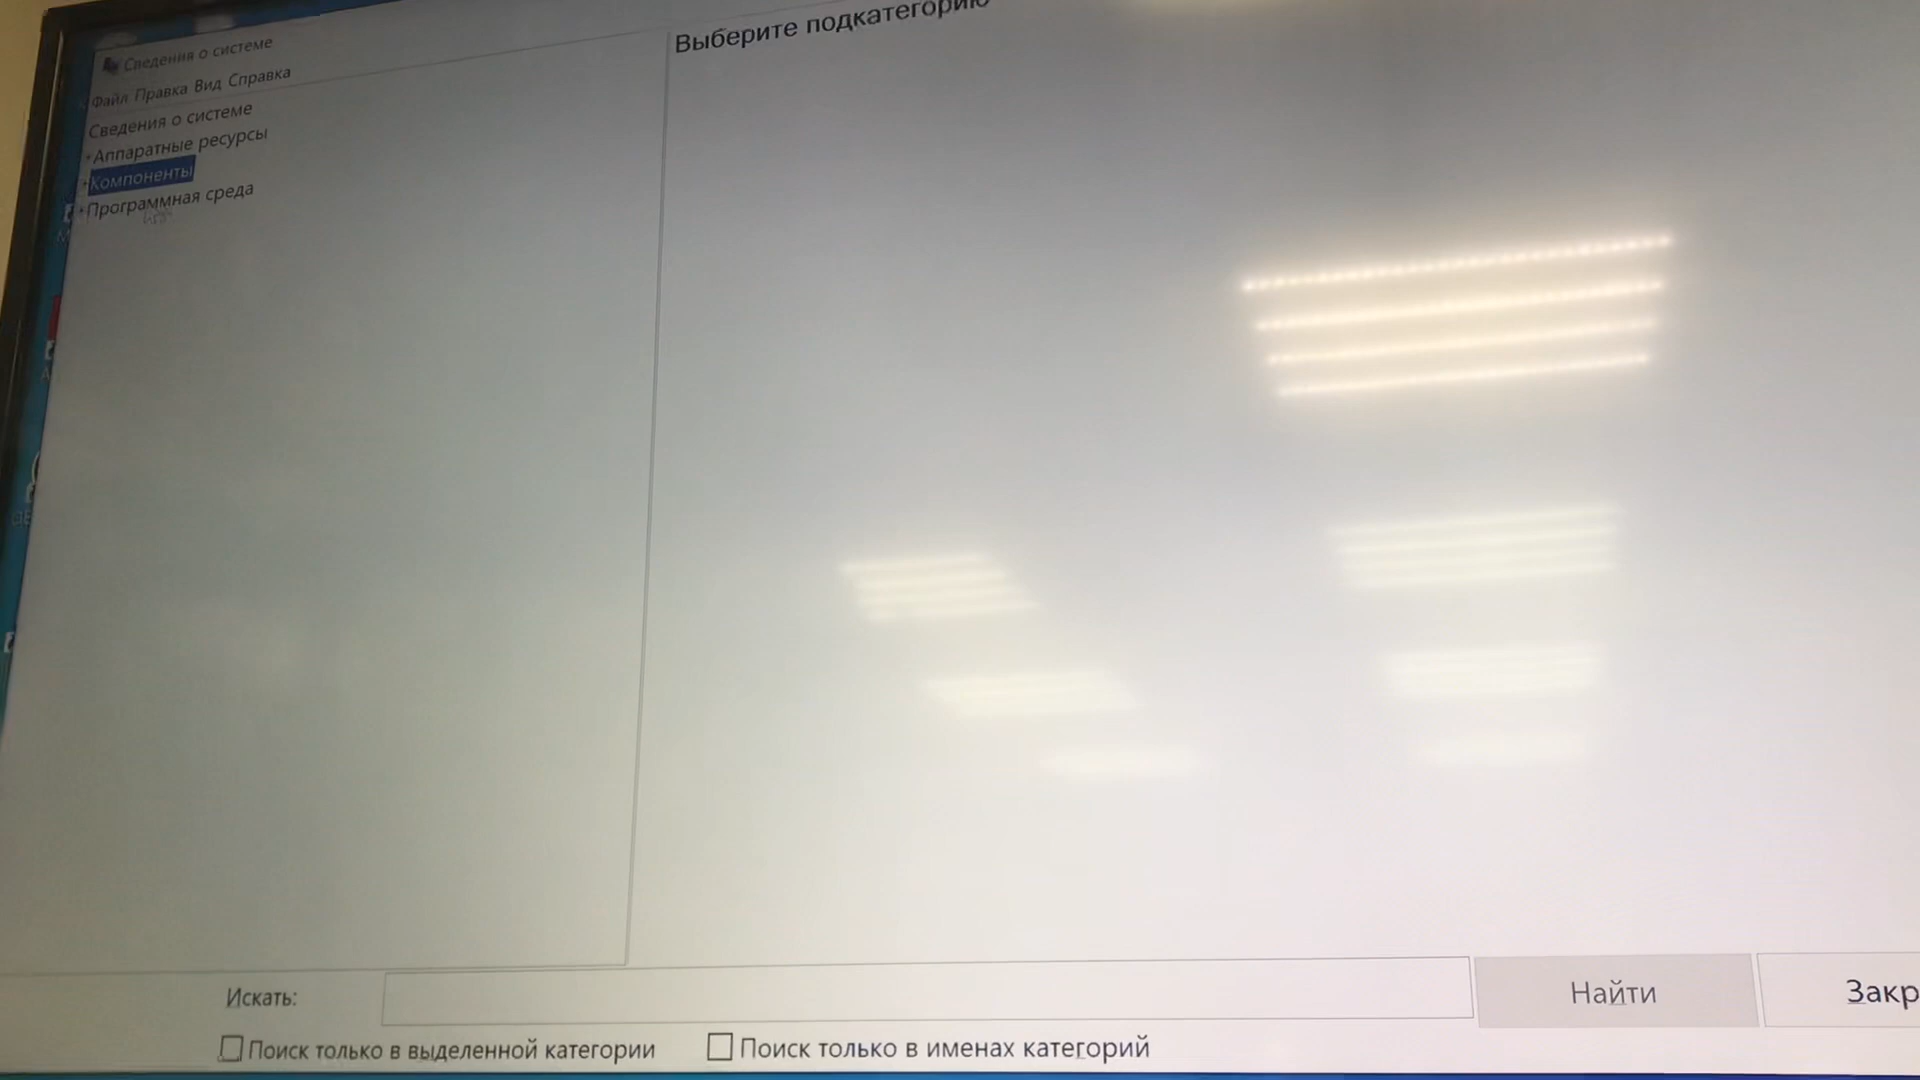 Сведения о системе
Файл Правка Вид Справка
Сведения о системе
Аппаратные ресурсы
Компоненты
Программная среда
Выберите подкатегорию
Искать:
Найти
Закр
Поиск только в выделенной категории
Поиск только в именах категорий